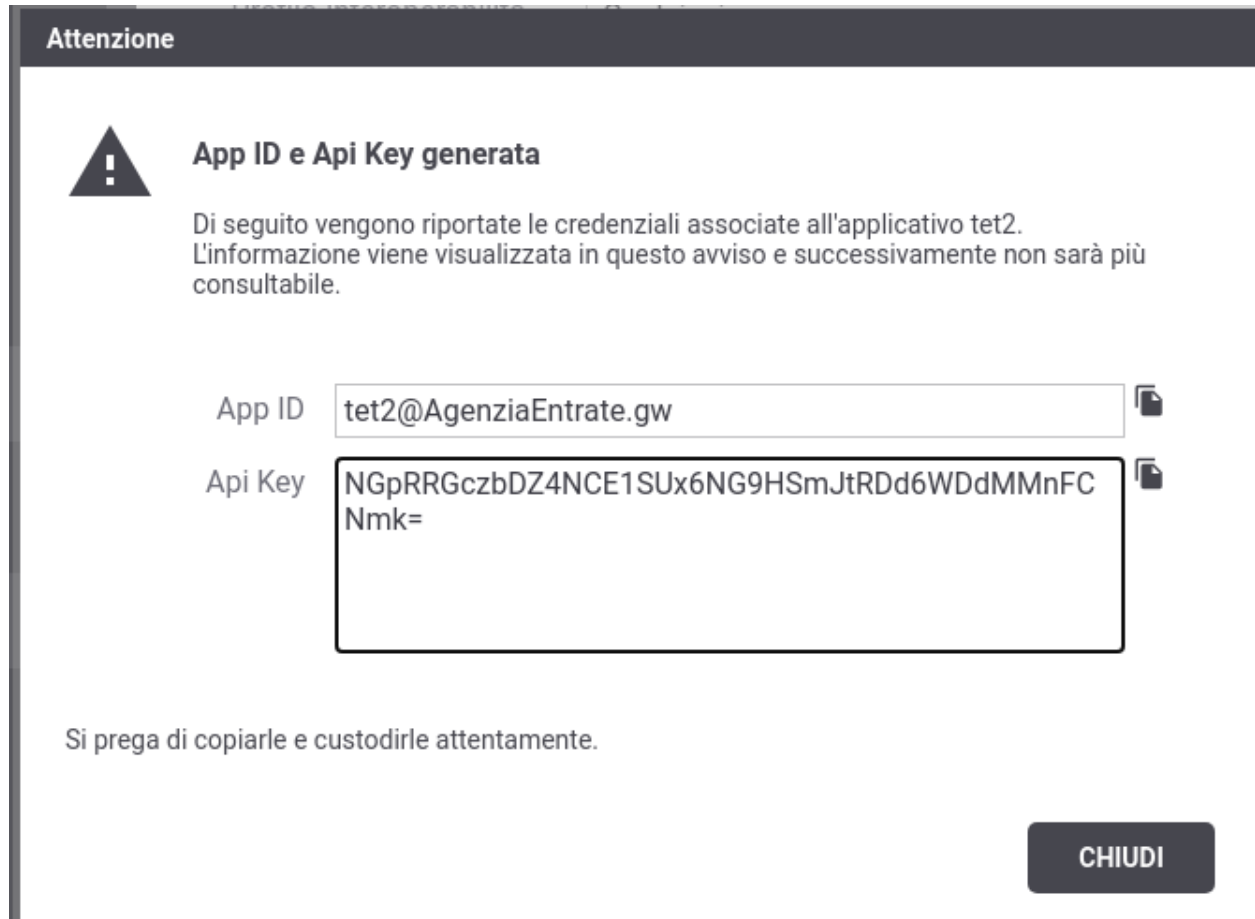 Attenzione
App ID e Api Key generata
Di seguito vengono riportate le credenziali associate all'applicativo tet2.
L'informazione viene visualizzata in questo avviso e successivamente non sarà più
consultabile.
App ID
tet2@AgenziaEntrate.gw
Api Key
NGpRRGczbDZ4NCE1SUx6NG9HSmJtRDd6WDdMMnFC
Nmk=
Si prega di copiarle e custodirle attentamente.
CHIUDI